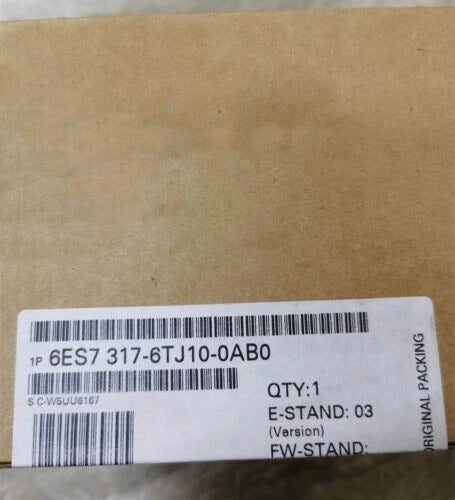 1P 6ES7 317-6TJ10-0AB0
S C-W5UU6167
QTY:1
E-STAND: 03
(Version)
FW-STAND:
ORIGINAL PACKING